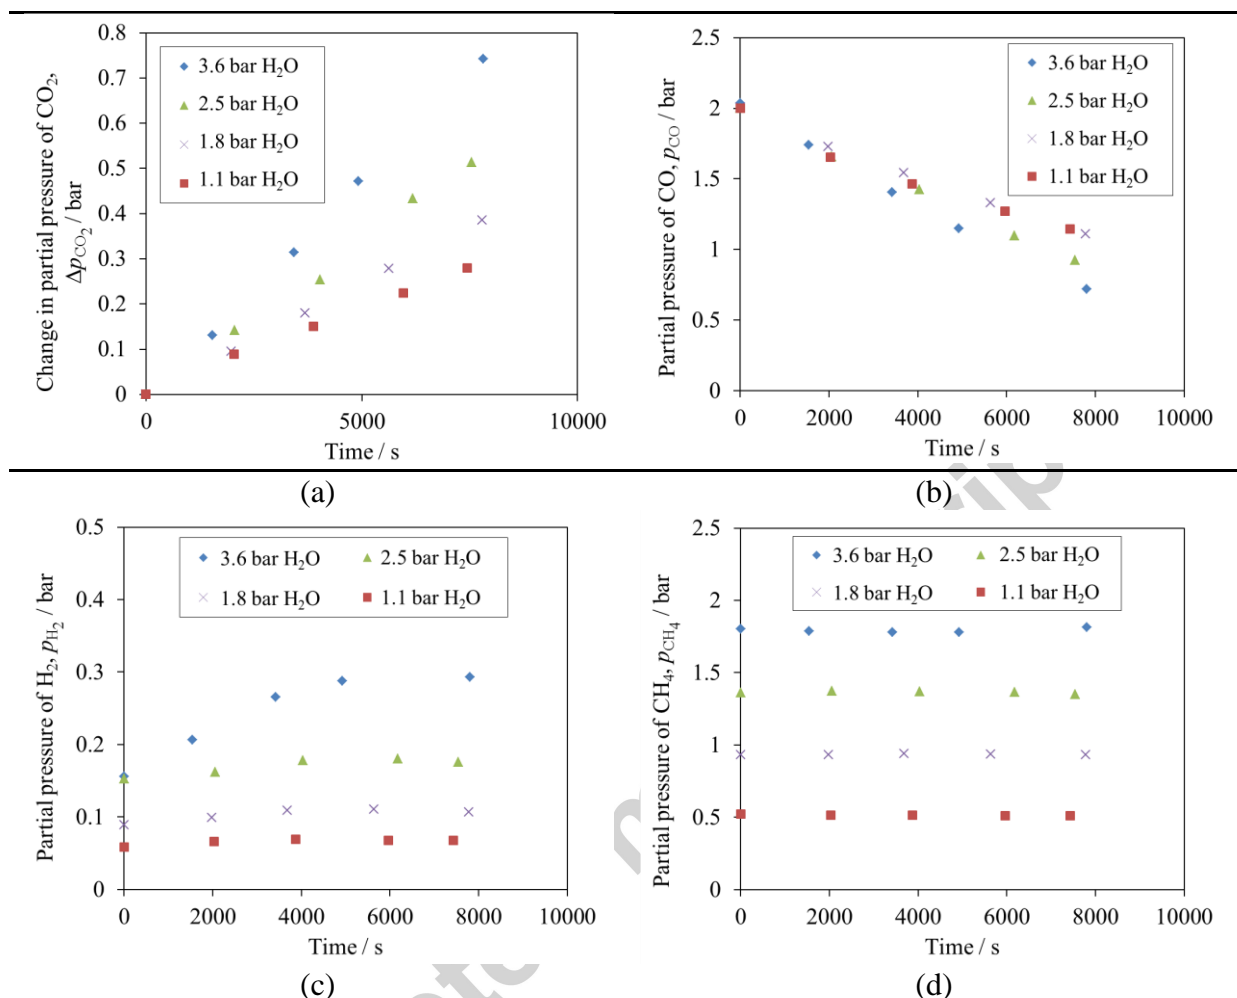 0.8
0.7
0.6
0.5
0.4
0.3
0.2
0.1
0
Change in partial pressure of CO₂,
Δp_CO₂ / bar
3.6 bar H₂O
2.5 bar H₂O
1.8 bar H₂O
1.1 bar H₂O
0 5000 10000
Time / s
(a)
2.5
2
1.5
1
0.5
0
Partial pressure of CO, p_CO / bar
3.6 bar H₂O
2.5 bar H₂O
1.8 bar H₂O
1.1 bar H₂O
0 2000 4000 6000 8000 10000
Time / s
(b)
0.5
0.4
0.3
0.2
0.1
0
Partial pressure of H₂, p_H₂ / bar
3.6 bar H₂O 2.5 bar H₂O
1.8 bar H₂O 1.1 bar H₂O
0 2000 4000 6000 8000 10000
Time / s
(c)
2.5
2
1.5
1
0.5
0
Partial pressure of CH₄, p_CH₄ / bar
3.6 bar H₂O 2.5 bar H₂O
1.8 bar H₂O 1.1 bar H₂O
0 2000 4000 6000 8000 10000
Time / s
(d)